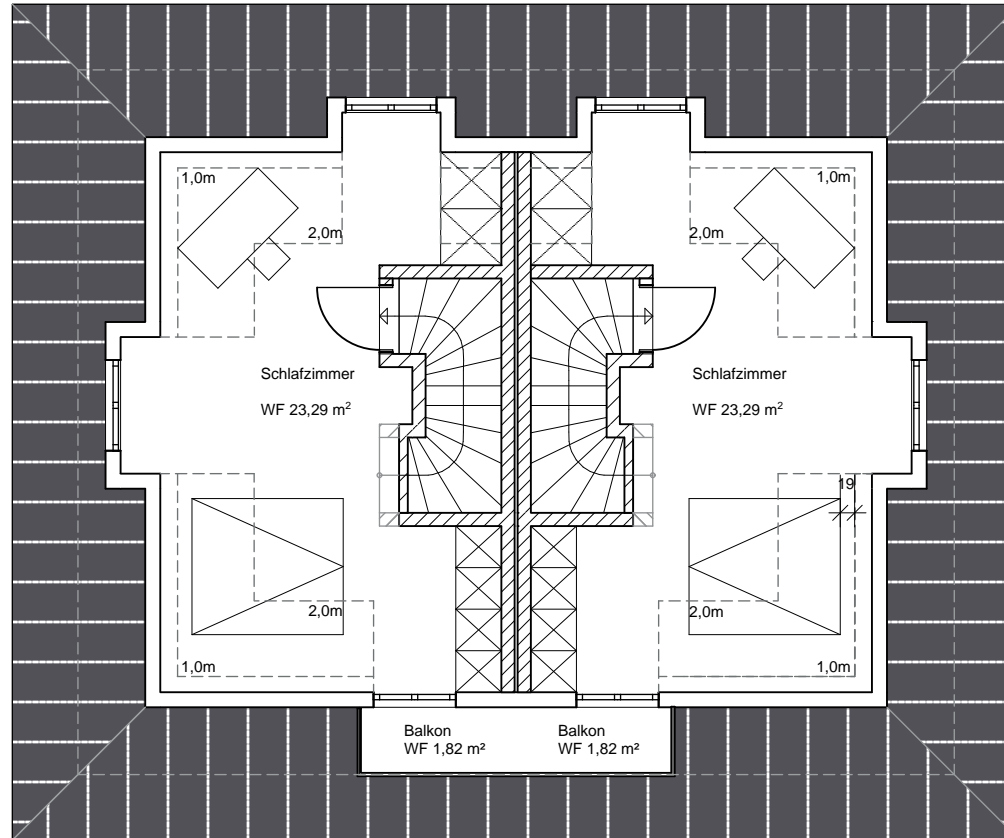 1,0m
1,0m
2,0m
2,0m
Schlafzimmer
WF 23,29 m²
Schlafzimmer
WF 23,29 m²
19
2,0m
2,0m
1,0m
1,0m
Balkon
WF 1,82 m²
Balkon
WF 1,82 m²